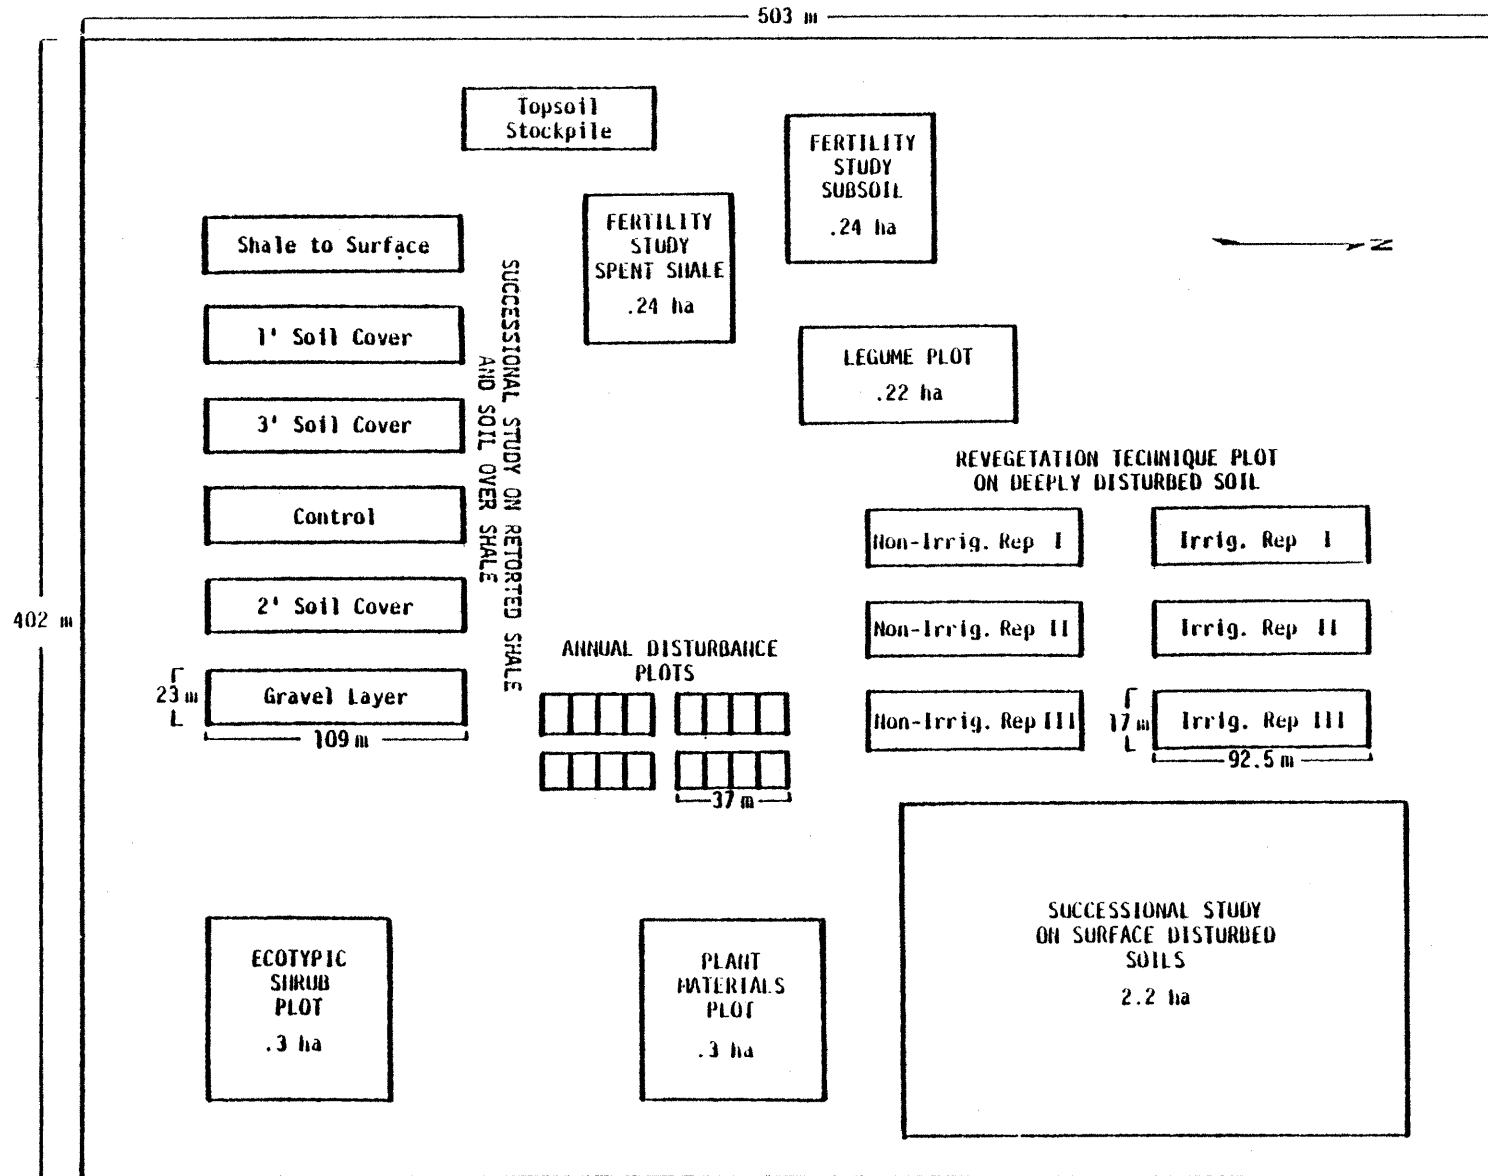 503 m
Topsoil
Stockpile
FERTILITY
STUDY
SUBSOIL
.24 ha
FERTILITY
STUDY
SPENT SHALE
.24 ha
N
Shale to Surface
1' Soil Cover
3' Soil Cover
Control
2' Soil Cover
Gravel Layer
23 m
109 m
402 m
SUCCESSIONAL STUDY ON RETORTED SHALE
AND SOIL OVER SHALE
LEGUME PLOT
.22 ha
REVEGETATION TECHNIQUE PLOT
ON DEEPLY DISTURBED SOIL
Non-Irrig. Rep I
Irrig. Rep I
Non-Irrig. Rep II
Irrig. Rep II
Non-Irrig. Rep III
17 m
Irrig. Rep III
92.5 m
ANNUAL DISTURBANCE
PLOTS
37 m
ECOTYPIC
SHRUB
PLOT
.3 ha
PLANT
MATERIALS
PLOT
.3 ha
SUCCESSIONAL STUDY
ON SURFACE DISTURBED
SOILS
2.2 ha